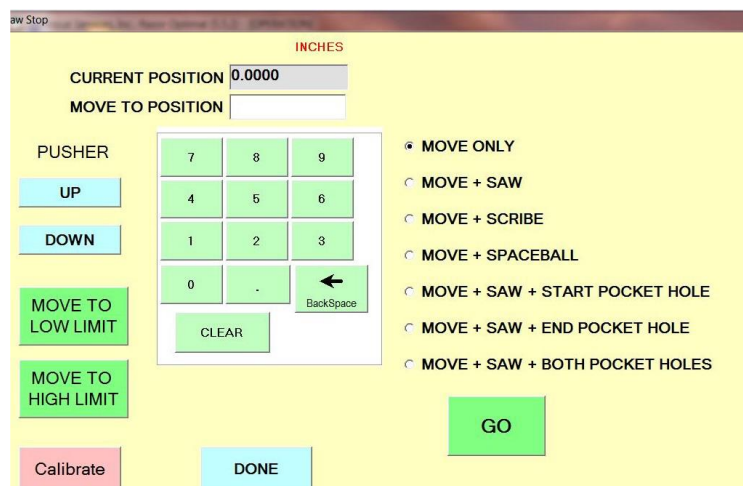 aw Stop
INCHES
CURRENT POSITION 0.0000
MOVE TO POSITION
PUSHER
UP
DOWN
MOVE TO
LOW LIMIT
MOVE TO
HIGH LIMIT
Calibrate
7 8 9
4 5 6
1 2 3
0 .
BackSpace
CLEAR
DONE
MOVE ONLY
MOVE + SAW
MOVE + SCRIBE
MOVE + SPACEBALL
MOVE + SAW + START POCKET HOLE
MOVE + SAW + END POCKET HOLE
MOVE + SAW + BOTH POCKET HOLES
GO